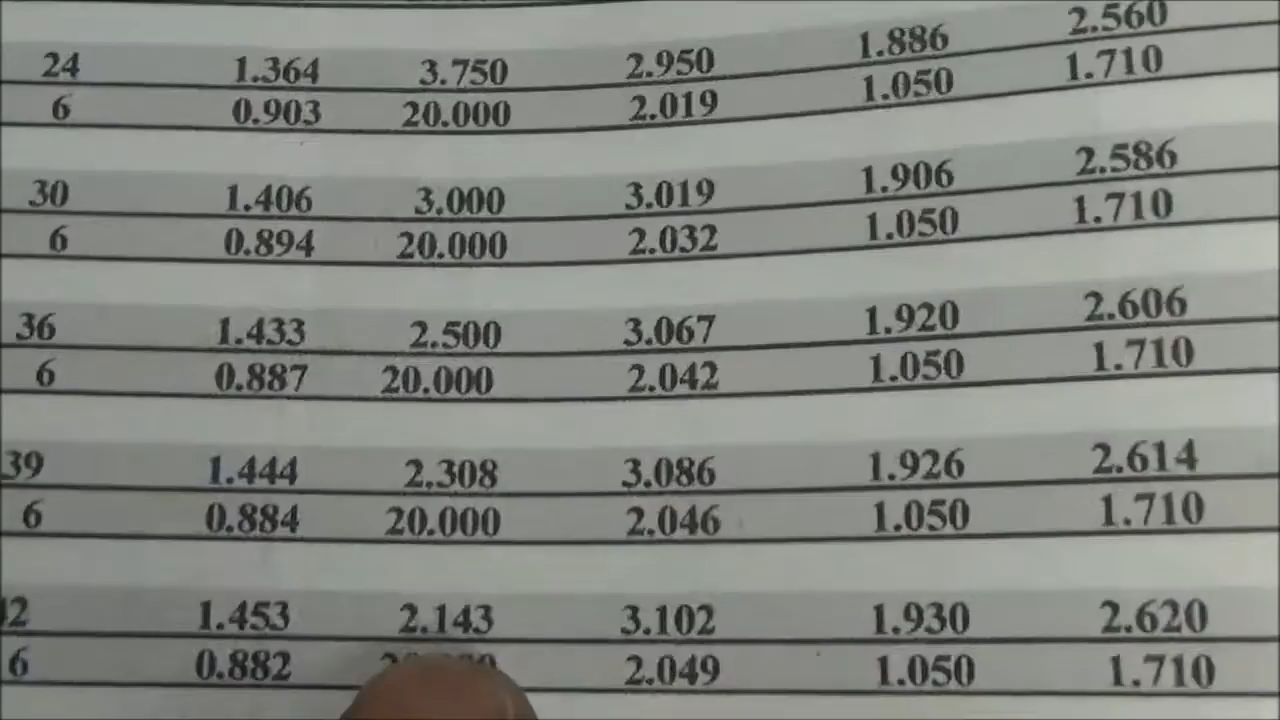 24 1.364 3.750 2.950 1.886 2.560
6 0.903 20.000 2.019 1.050 1.710
30 1.406 3.000 3.019 1.906 2.586
6 0.894 20.000 2.032 1.050 1.710
36 1.433 2.500 3.067 1.920 2.606
6 0.887 20.000 2.042 1.050 1.710
39 1.444 2.308 3.086 1.926 2.614
6 0.884 20.000 2.046 1.050 1.710
1.453 2.143 3.102 1.930 2.620
6 0.882 2.049 1.050 1.710